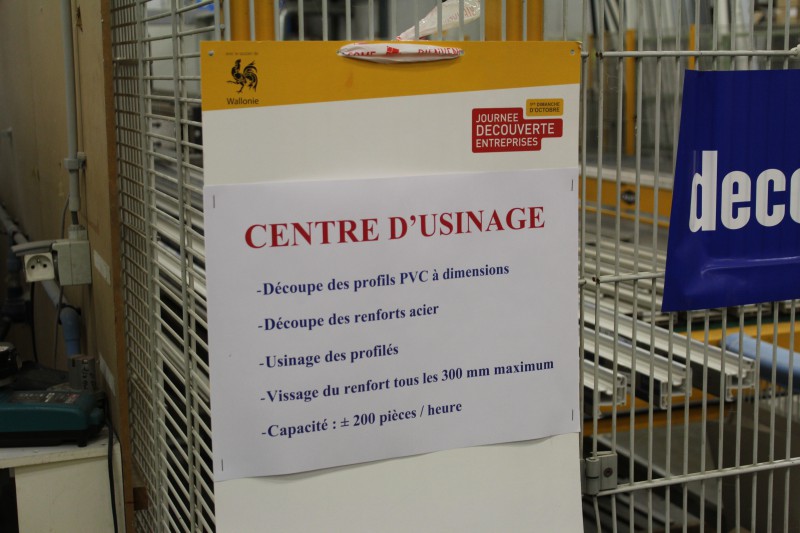 Wallonie
JOURNEE
DECOUVERTE
ENTREPRISES
1ER DIMANCHE
D'OCTOBRE
CENTRE D'USINAGE
-Découpe des profils PVC à dimensions
-Découpe des renforts acier
-Usinage des profilés
-Vissage du renfort tous les 300 mm maximum
-Capacité : ± 200 pièces / heure
deco